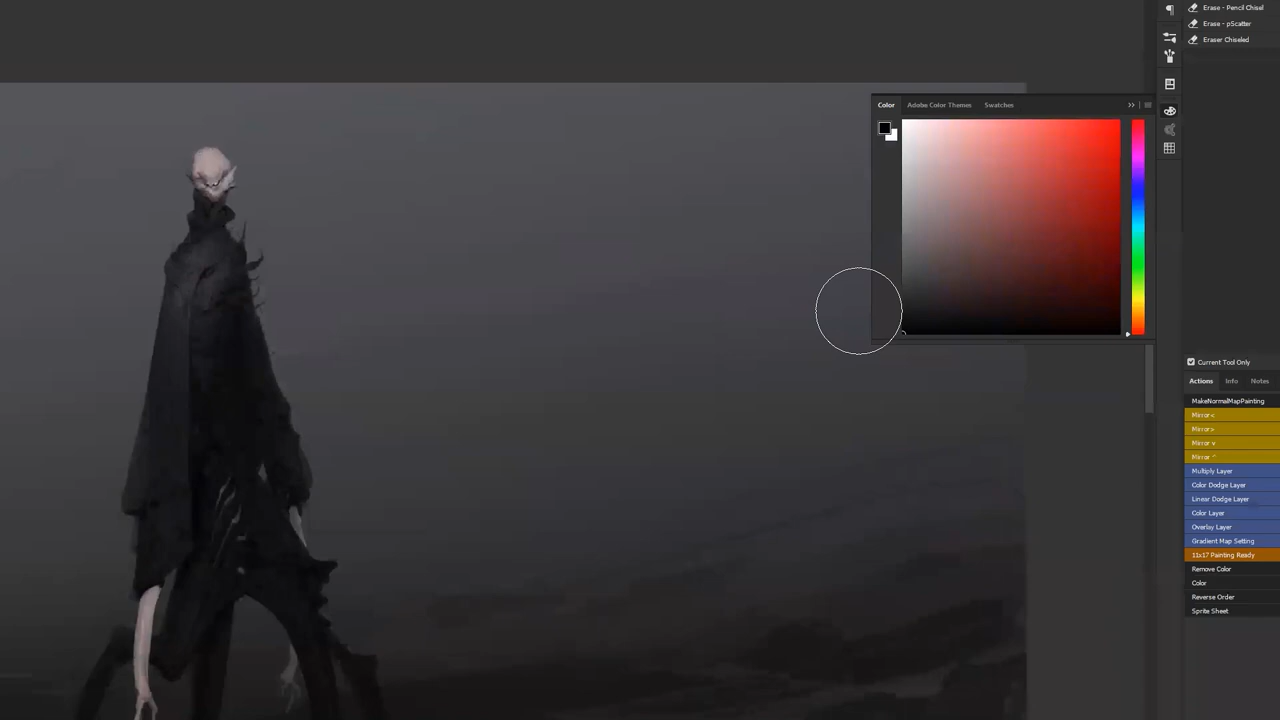 Erase - Pencil Chisel
Erase - pScatter
Eraser Chiseled
Color Adobe Color Themes Swatches
Current Tool Only
Actions Info Notes
MakeNormalMapPainting
Mirror <
Mirror >
Mirror v
Mirror ^
Multiply Layer
Color Dodge Layer
Linear Dodge Layer
Color Layer
Overlay Layer
Gradient Map Setting
11x17 Painting Ready
Remove Color
Color
Reverse Order
Sprite Sheet